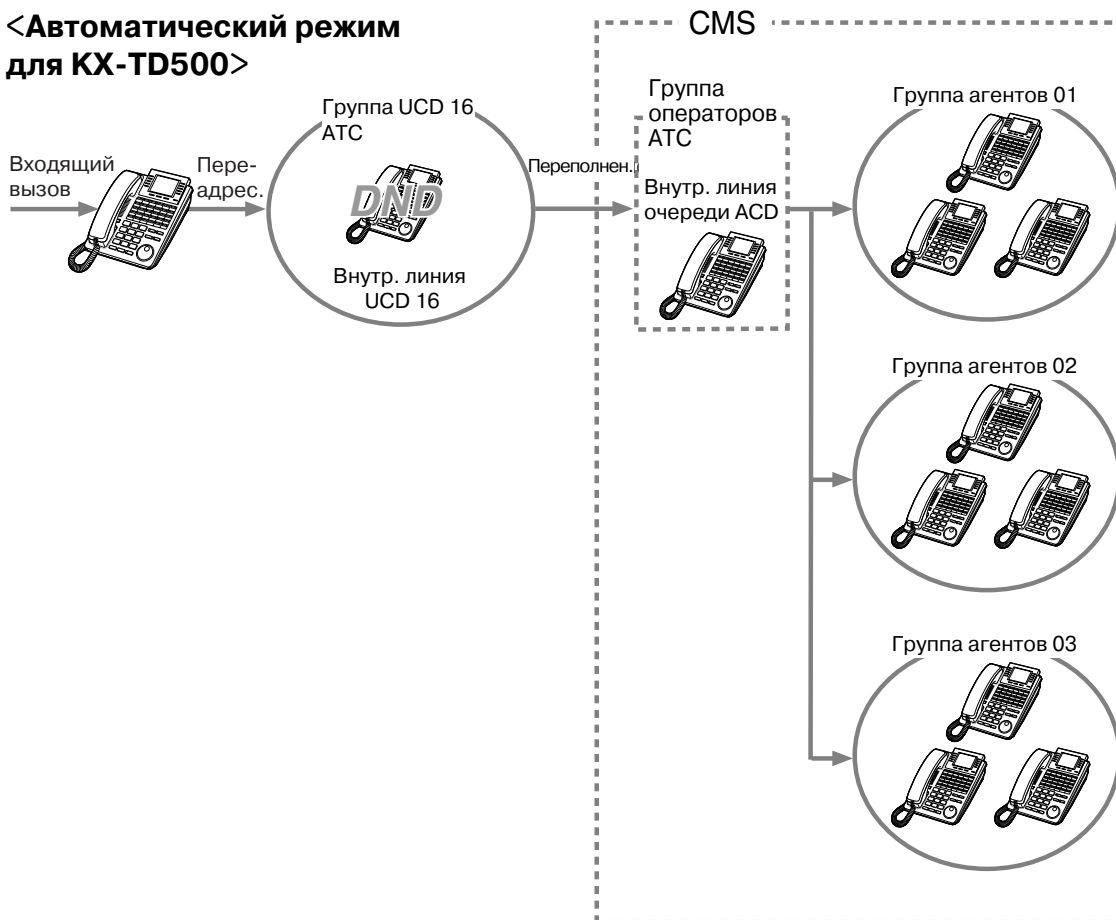 <Автоматический режим
для KX-TD500>
CMS
Входящий
вызов
Пере-
адрес.
Группа UCD 16
АТС
DND
Внутр. линия
UCD 16
Переполнен.
Группа
операторов
АТС
Внутр. линия
очереди ACD
Группа агентов 01
Группа агентов 02
Группа агентов 03